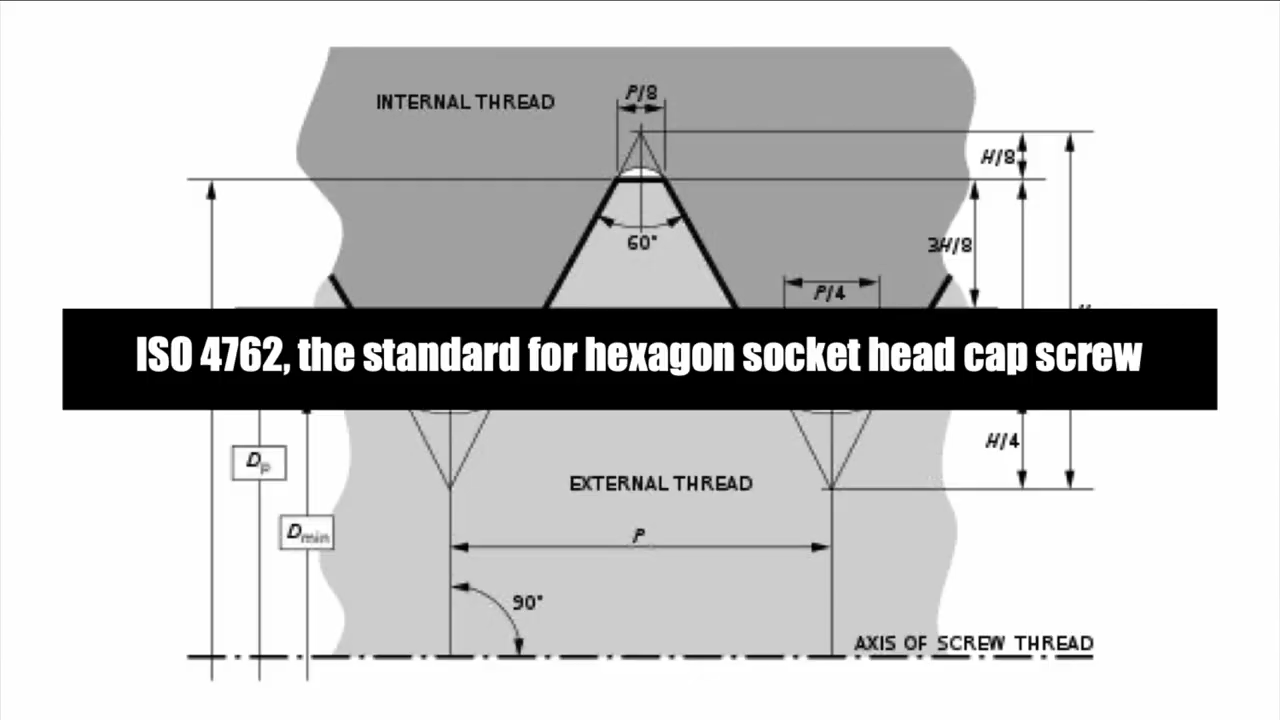 INTERNAL THREAD
P/8
H/8
60°
3H/8
P/4
ISO 4762, the standard for hexagon socket head cap screw
H/4
Dp
EXTERNAL THREAD
Dmin
P
90°
AXIS OF SCREW THREAD